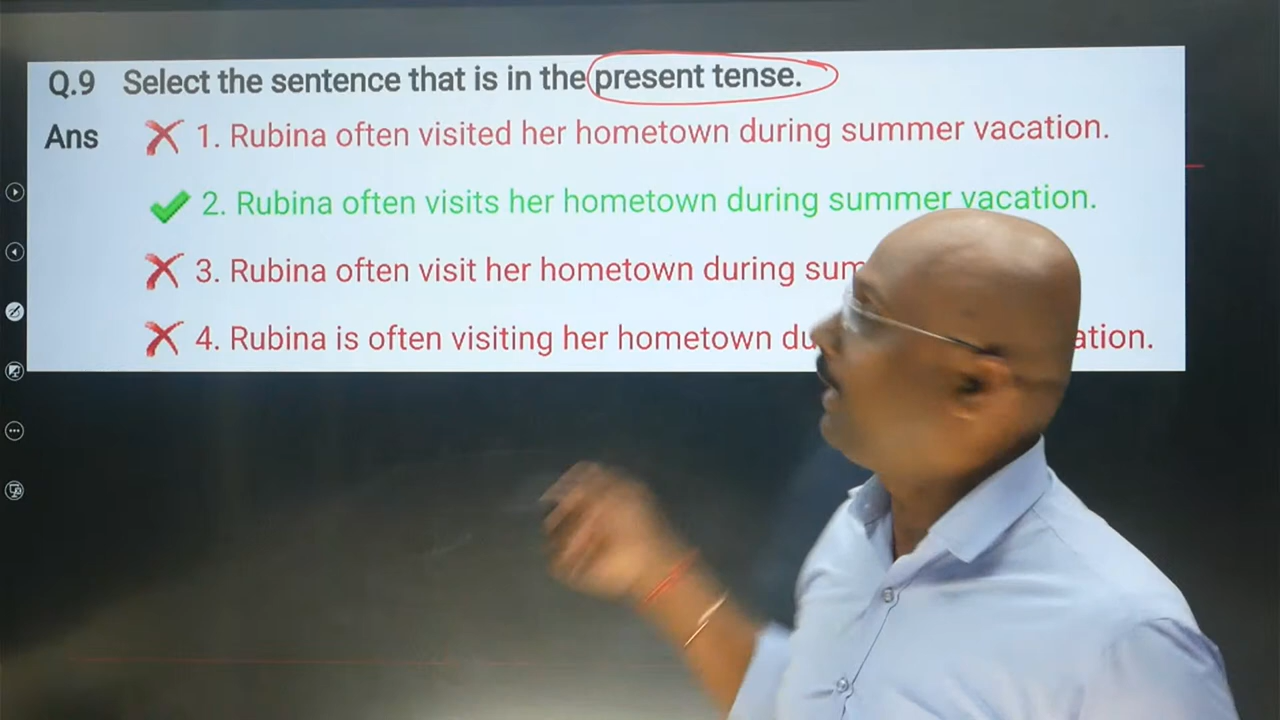 Q.9 Select the sentence that is in the present tense.
Ans 1. Rubina often visited her hometown during summer vacation.
2. Rubina often visits her hometown during summer vacation.
3. Rubina often visit her hometown during sum
4. Rubina is often visiting her hometown du ation.